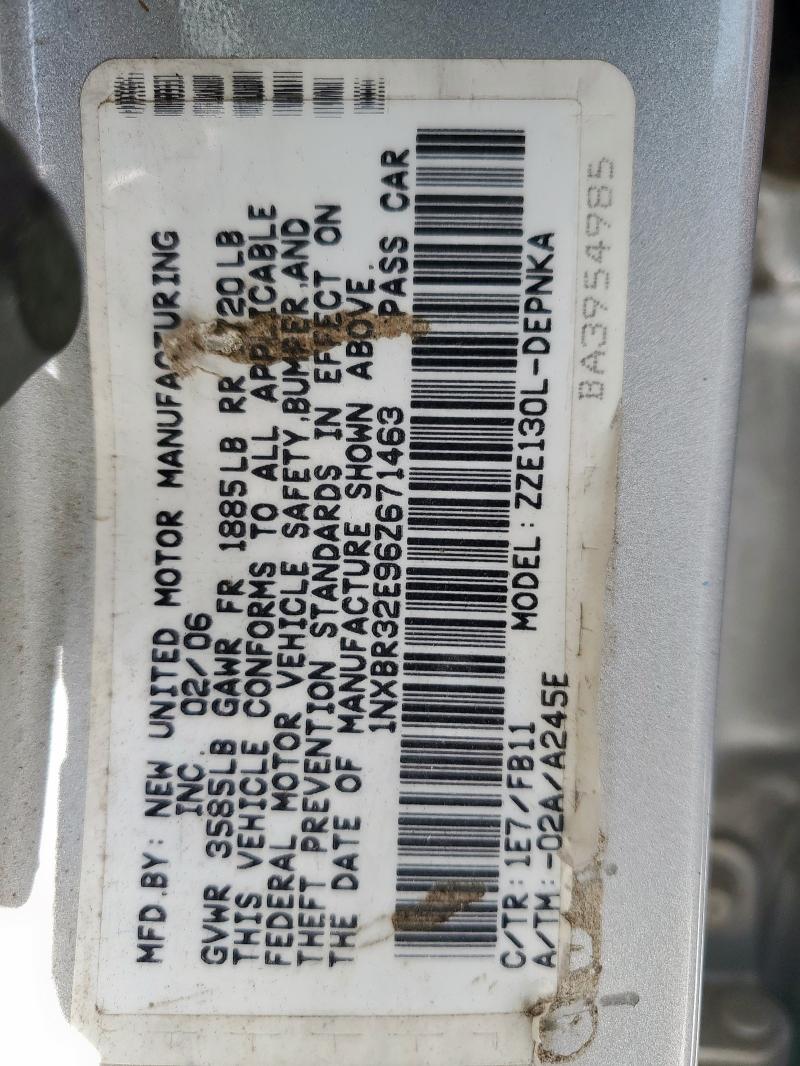 MFD.BY: NEW UNITED MOTOR MANUFACTURING
INC. 02/06
GVWR 3585LB GAWR FR 1885LB RR 20LB
THIS VEHICLE CONFORMS TO ALL APPLICABLE
FEDERAL MOTOR VEHICLE SAFETY,BUMPER,AND
THEFT PREVENTION STANDARDS IN EFFECT ON
THE DATE OF MANUFACTURE SHOWN ABOVE.
1NXBR32E96Z671463 PASS CAR
C/TR: 1E7/FB11 MODEL: ZZE130L-DEPNKA
A/TM: -02A/A245E
BA3954985